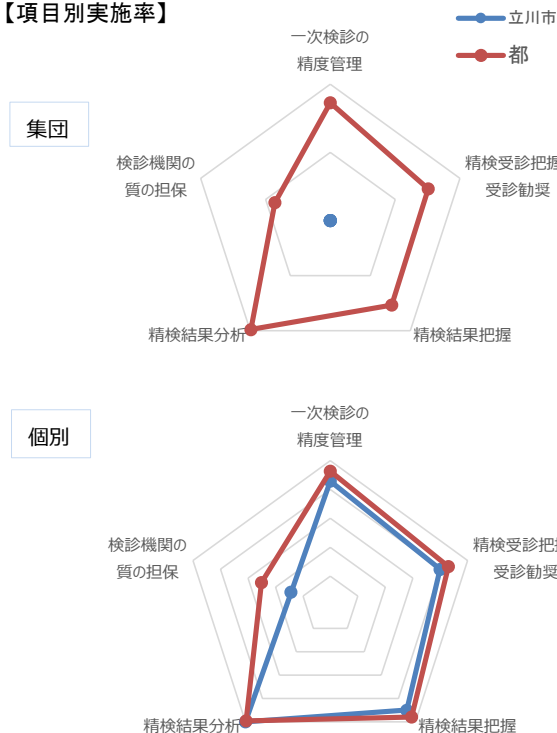 【項目別実施率】
立川市
都
集団
一次検診の
精度管理
検診機関の
質の担保
精検受診把握
受診勧奨
精検結果分析
精検結果把握
個別
一次検診の
精度管理
検診機関の
質の担保
精検受診把
受診勧奨
精検結果分析
精検結果把握